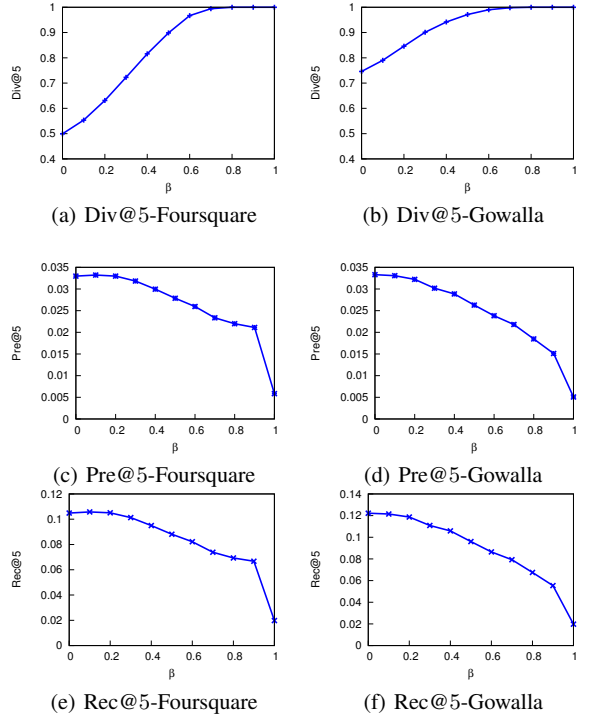 1
0.9
0.8
0.7
0.6
0.5
0.4
Div@5
0 0.2 0.4 0.6 0.8 1
β
(a) Div@5-Foursquare
1
0.9
0.8
0.7
0.6
0.5
0.4
Div@5
0 0.2 0.4 0.6 0.8 1
β
(b) Div@5-Gowalla
0.035
0.03
0.025
0.02
0.015
0.01
0.005
0
Pre@5
0 0.2 0.4 0.6 0.8 1
β
(c) Pre@5-Foursquare
0.035
0.03
0.025
0.02
0.015
0.01
0.005
0
Pre@5
0 0.2 0.4 0.6 0.8 1
β
(d) Pre@5-Gowalla
0.12
0.1
0.08
0.06
0.04
0.02
0
Rec@5
0 0.2 0.4 0.6 0.8 1
β
(e) Rec@5-Foursquare
0.14
0.12
0.1
0.08
0.06
0.04
0.02
0
Rec@5
0 0.2 0.4 0.6 0.8 1
β
(f) Rec@5-Gowalla